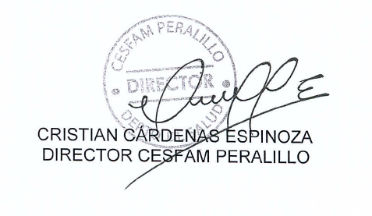 CESFAM PERALILLO
DIRECTOR
CRISTIAN CÁRDENAS ESPINOZA
DIRECTOR CESFAM PERALILLO